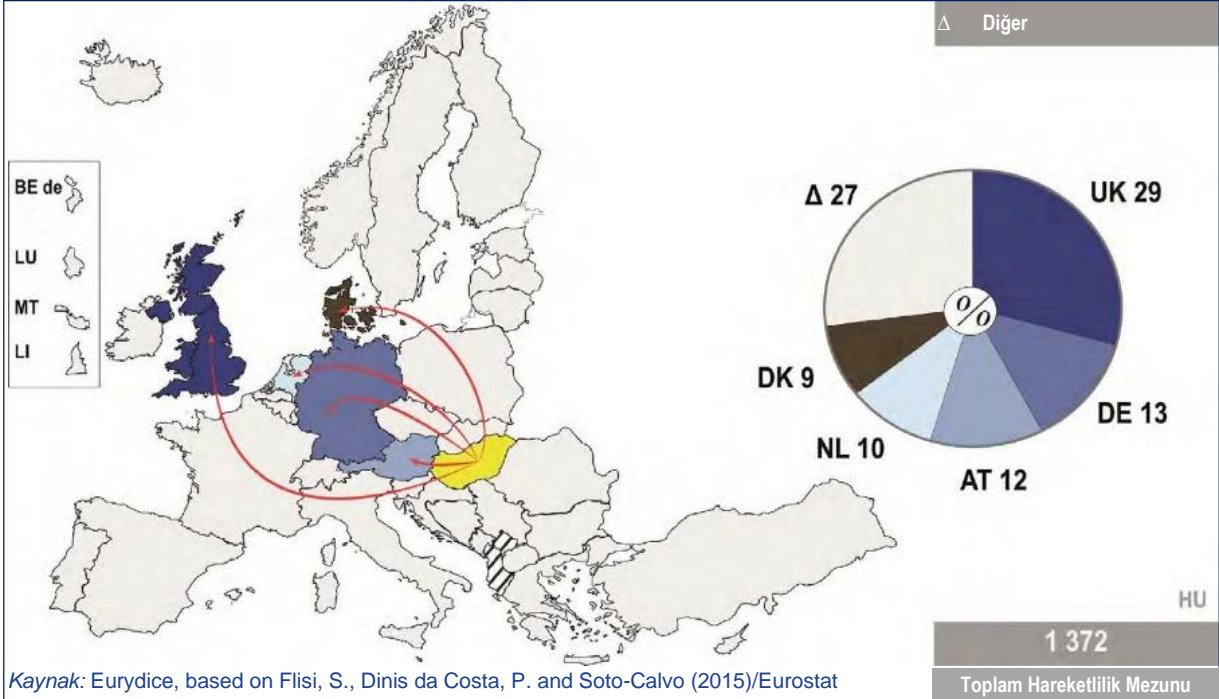 Δ Diğer
BE de
LU
MT
LI
Δ 27
UK 29
%
DK 9
DE 13
NL 10
AT 12
HU
1 372
Toplam Hareketlilik Mezunu
Kaynak: Eurydice, based on Flisi, S., Dinis da Costa, P. and Soto-Calvo (2015)/Eurostat